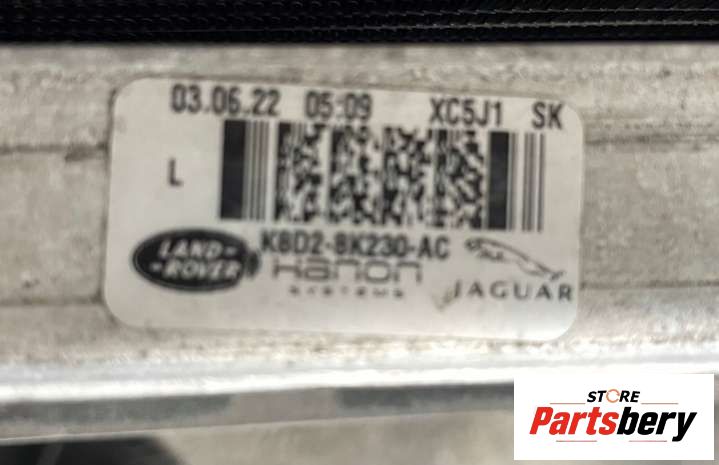 03.06.22 05:09 XC5J1 SK
L
K8D2-8K230-AC
LAND-
-ROVER
Hanon
SYSTEMS
JAGUAR
STORE
Partsbery